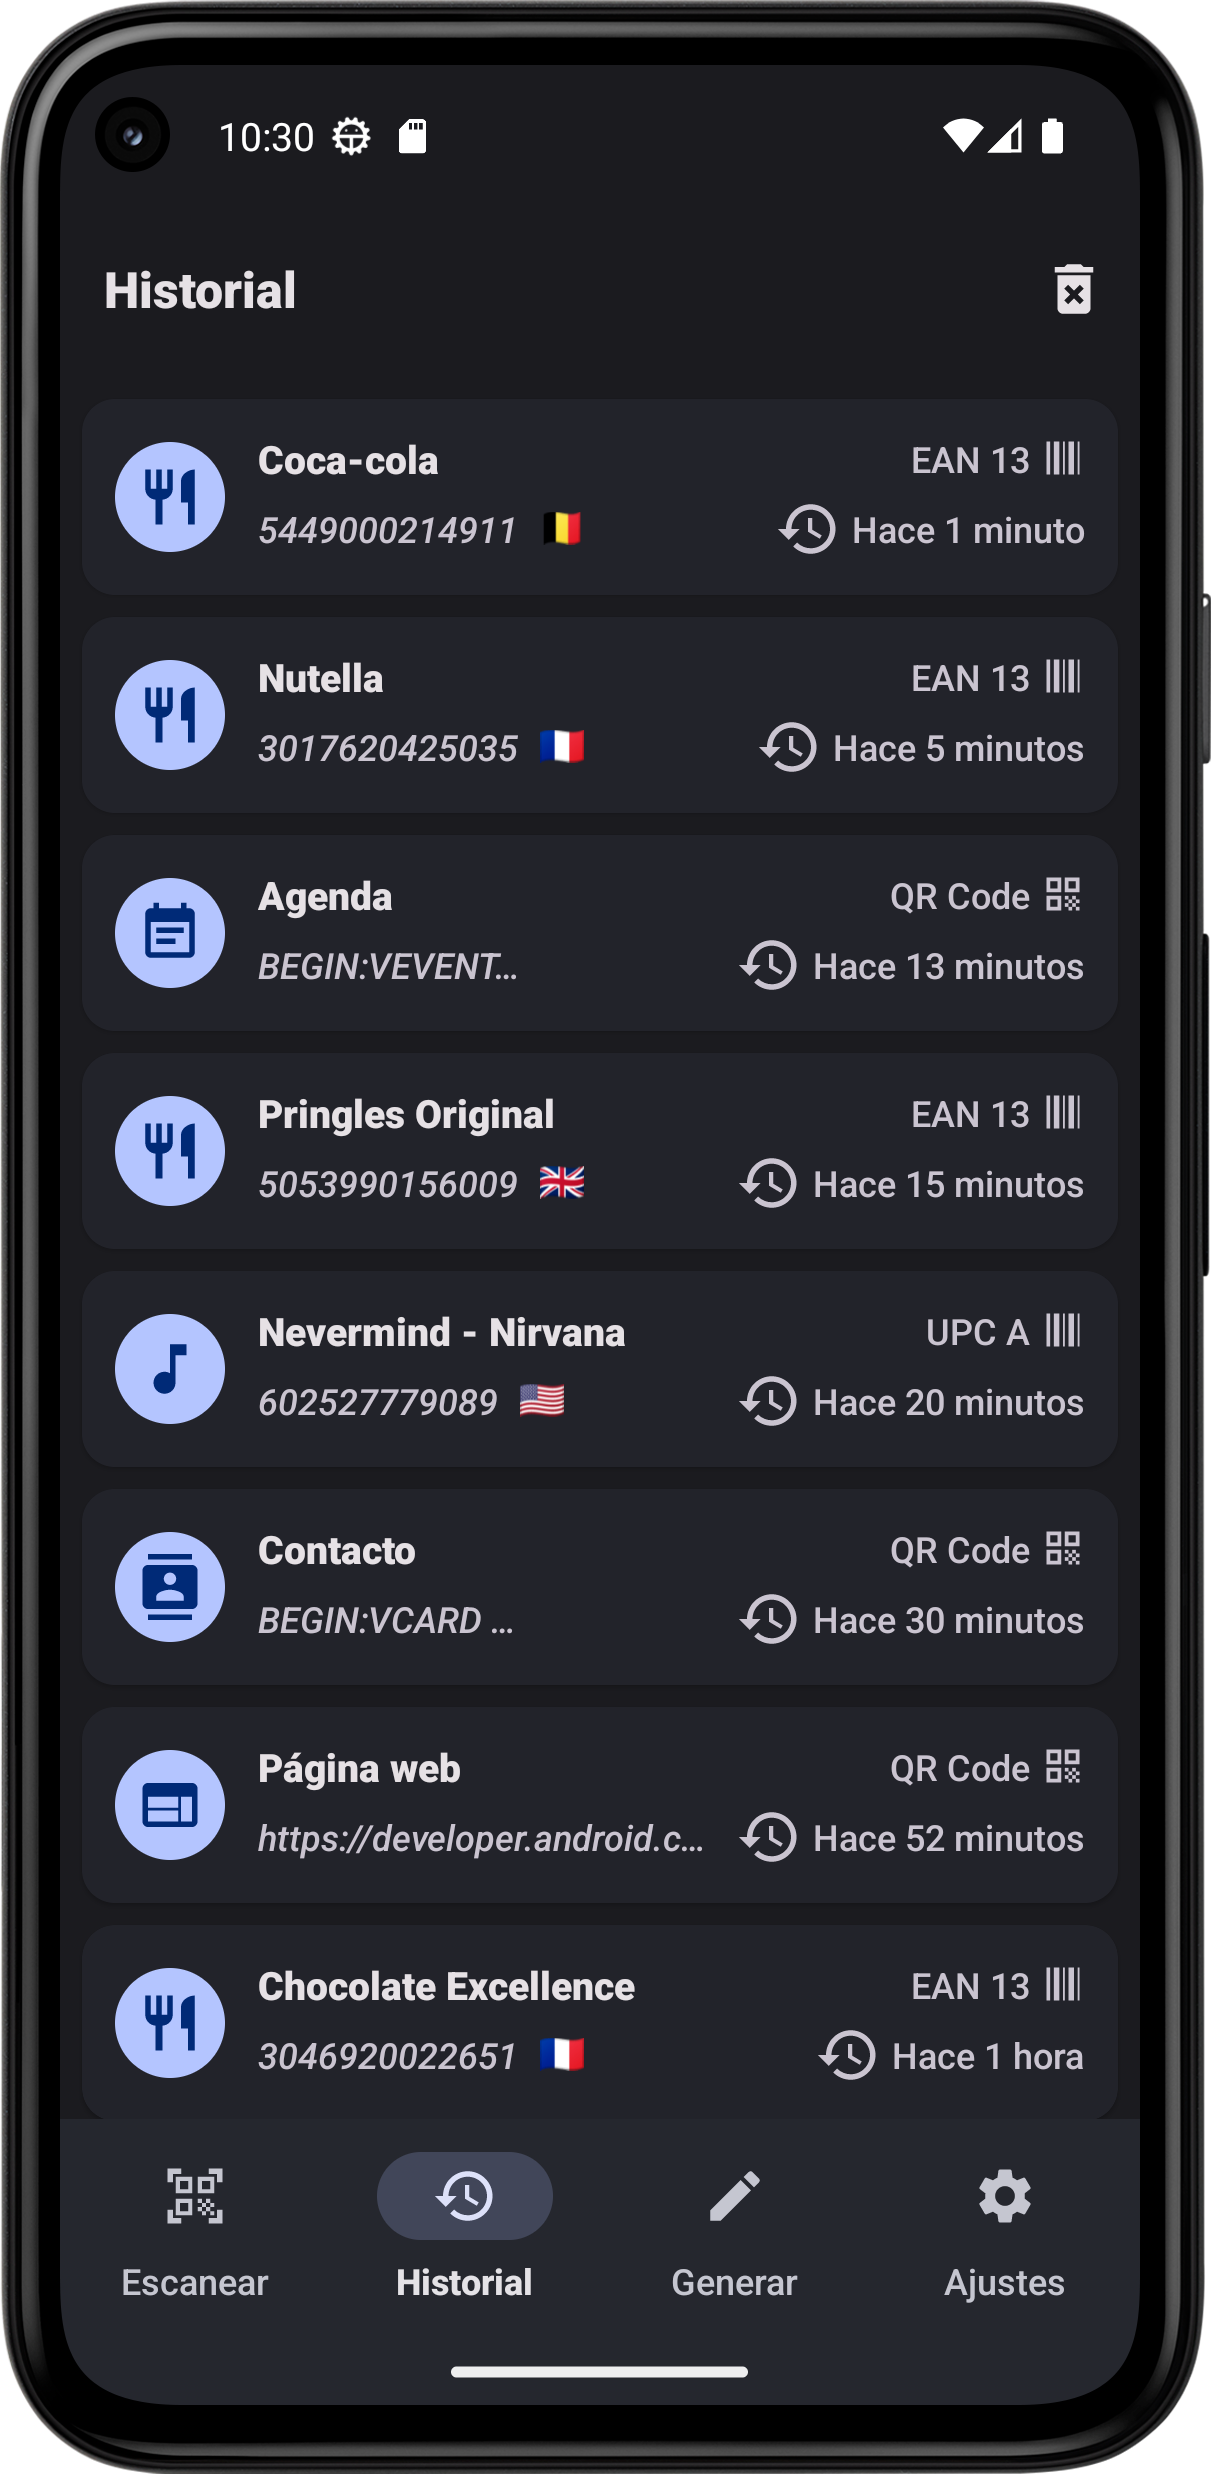 10:30
Historial
Coca-cola
EAN 13
5449000214911
Hace 1 minuto
Nutella
EAN 13
3017620425035
Hace 5 minutos
Agenda
QR Code
BEGIN:VEVENT...
Hace 13 minutos
Pringles Original
EAN 13
5053990156009
Hace 15 minutos
Nevermind - Nirvana
UPC A
602527779089
Hace 20 minutos
Contacto
QR Code
BEGIN:VCARD ...
Hace 30 minutos
Página web
QR Code
https://developer.android.c...
Hace 52 minutos
Chocolate Excellence
EAN 13
3046920022651
Hace 1 hora
Escanear
Historial
Generar
Ajustes